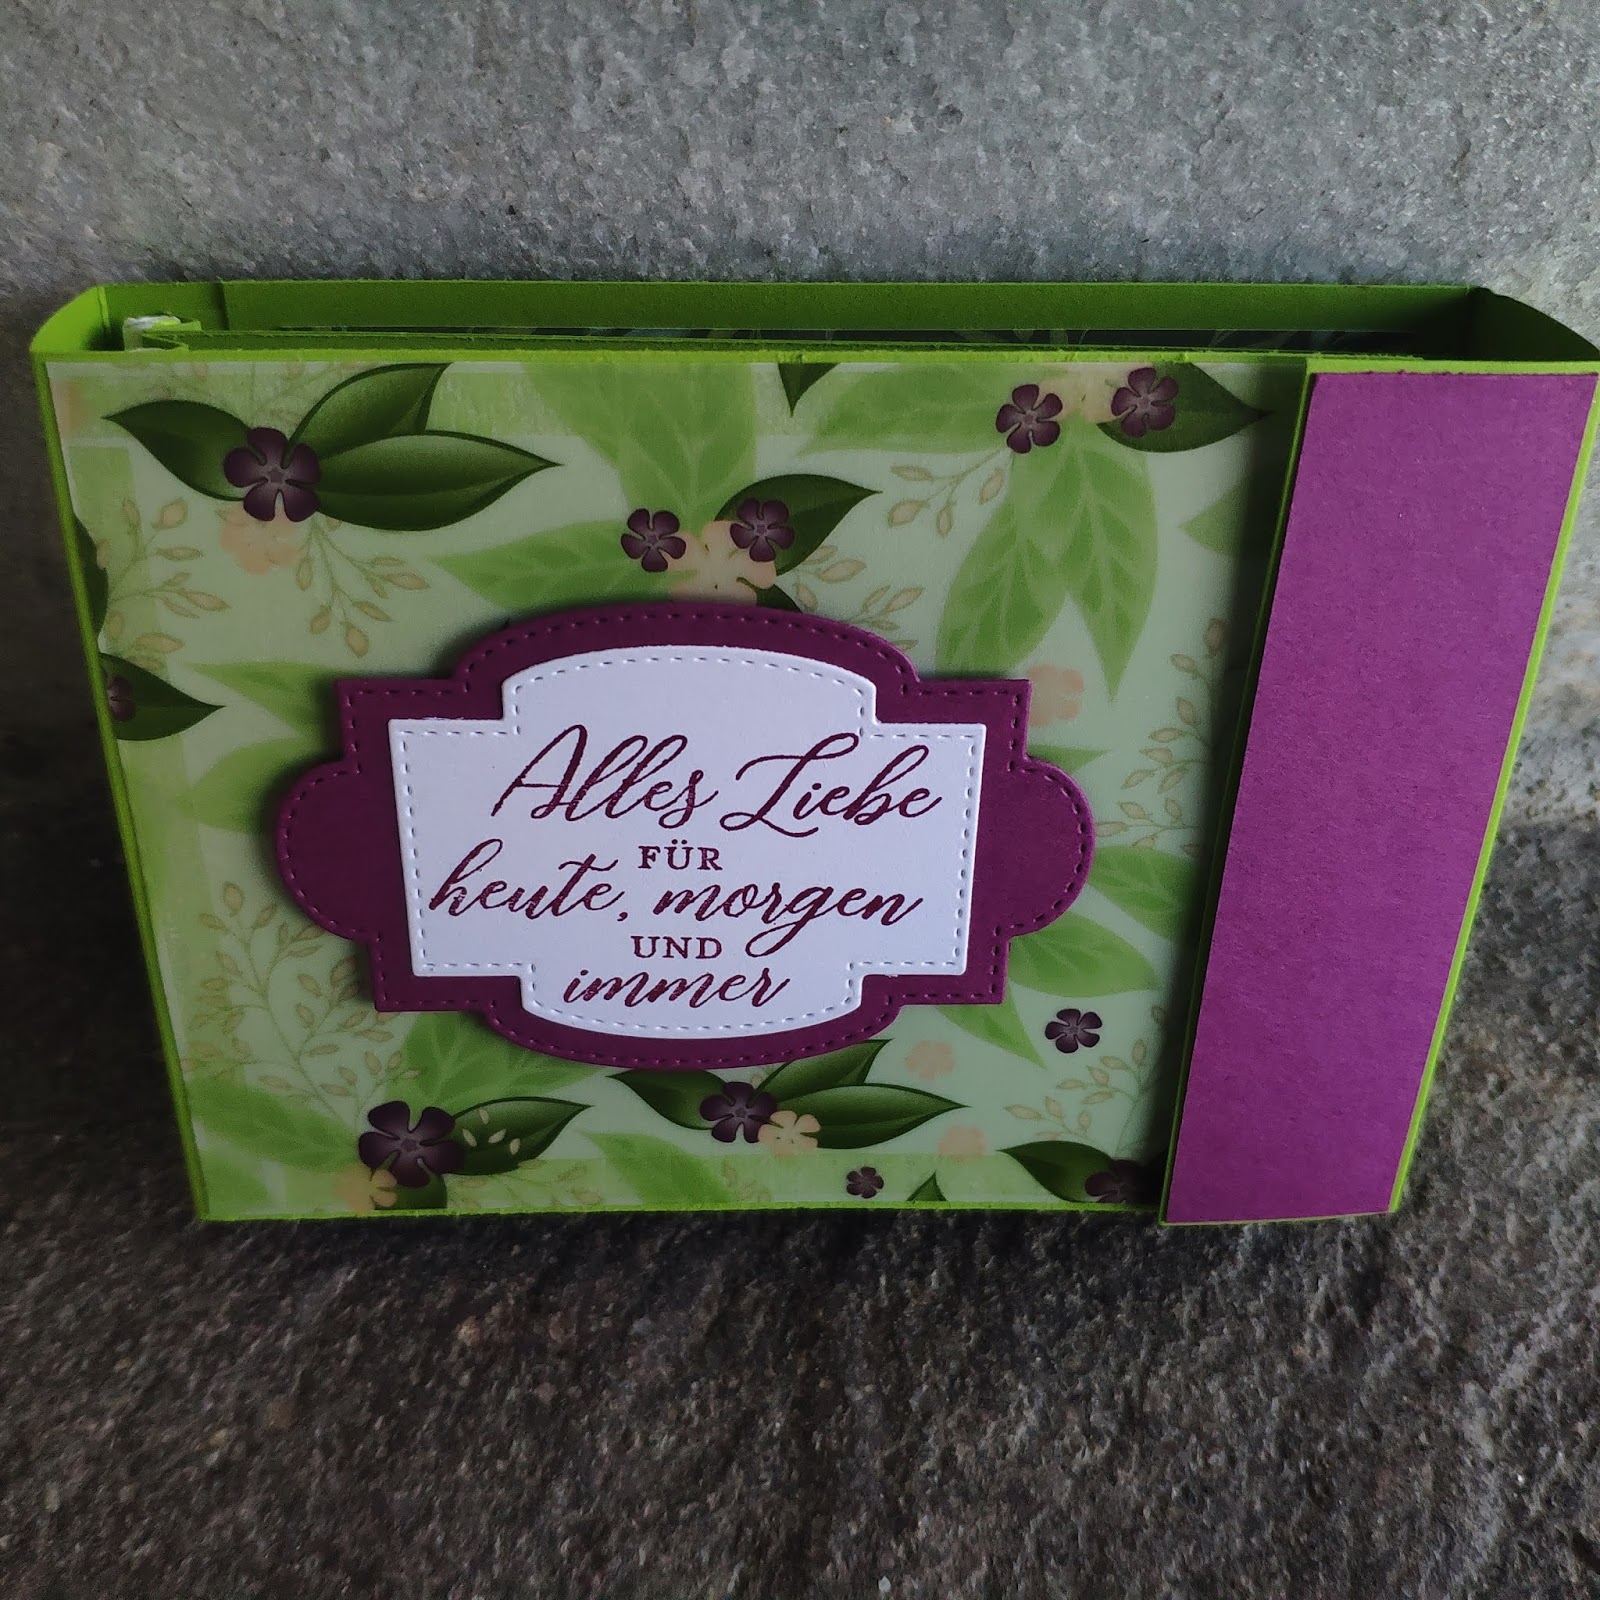 Alles Liebe
FÜR
heute, morgen
UND
immer